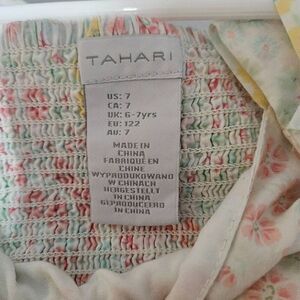 TAHARI
US: 7
CA: 7
UK: 6-7yrs
EU: 122
AU: 7
MADE IN
CHINA
FABRIQUÉ EN
CHINE
WYPRODUKOWANO
W CHINACH
HERGESTELLT
IN CHINA
GEPRODUCEERD
IN CHINA